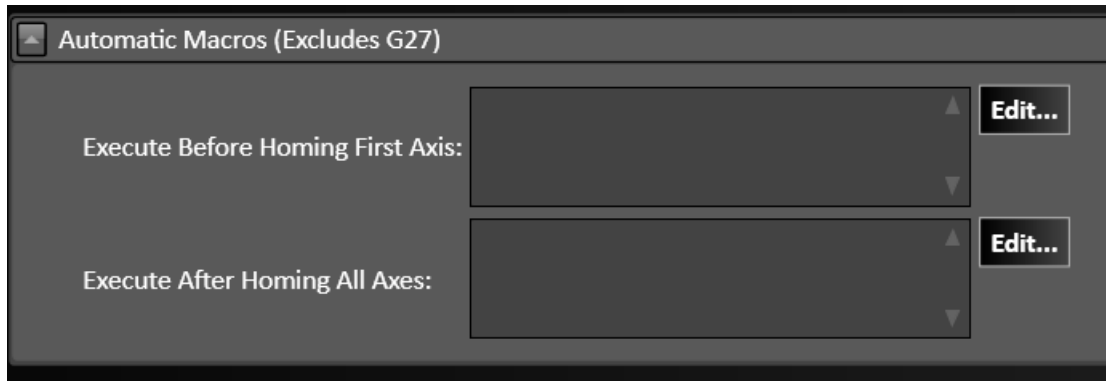 Automatic Macros (Excludes G27)
Execute Before Homing First Axis:
Edit...
Execute After Homing All Axes:
Edit...